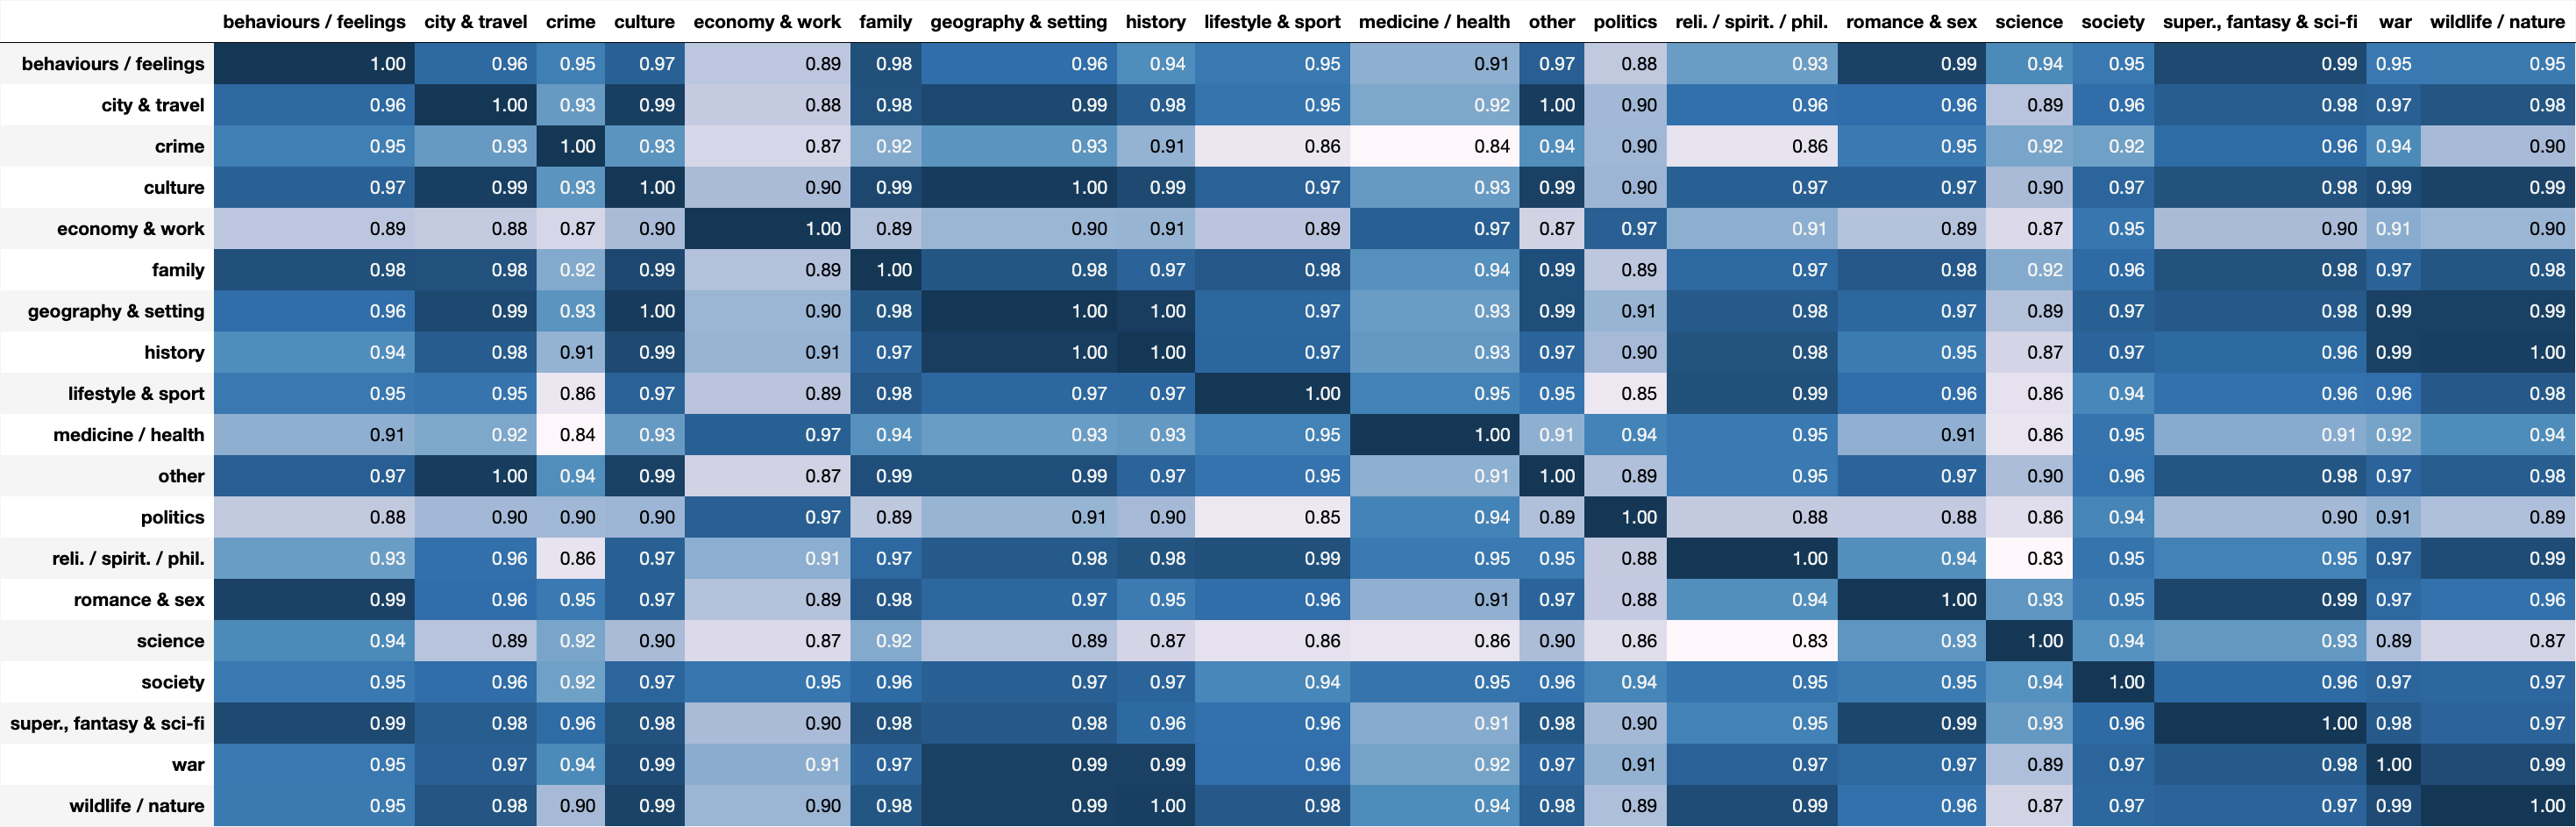 behaviours / feelings city & travel crime culture economy & work family geography & setting history lifestyle & sport medicine / health other politics reli. / spirit. / phil. romance & sex science society super., fantasy & sci-fi war wildlife / nature
behaviours / feelings 1.00 0.96 0.95 0.97 0.89 0.98 0.96 0.94 0.95 0.91 0.97 0.88 0.93 0.99 0.94 0.95 0.99 0.95 0.95
city & travel 0.96 1.00 0.93 0.99 0.88 0.98 0.99 0.98 0.95 0.92 1.00 0.90 0.96 0.96 0.89 0.96 0.98 0.97 0.98
crime 0.95 0.93 1.00 0.93 0.87 0.92 0.93 0.91 0.86 0.84 0.94 0.90 0.86 0.95 0.92 0.92 0.96 0.94 0.90
culture 0.97 0.99 0.93 1.00 0.90 0.99 1.00 0.99 0.97 0.93 0.99 0.90 0.97 0.97 0.90 0.97 0.98 0.99 0.99
economy & work 0.89 0.88 0.87 0.90 1.00 0.89 0.90 0.91 0.89 0.97 0.87 0.97 0.91 0.89 0.87 0.95 0.90 0.91 0.90
family 0.98 0.98 0.92 0.99 0.89 1.00 0.98 0.97 0.98 0.94 0.99 0.89 0.97 0.98 0.92 0.96 0.98 0.97 0.98
geography & setting 0.96 0.99 0.93 1.00 0.90 0.98 1.00 1.00 0.97 0.93 0.99 0.91 0.98 0.97 0.89 0.97 0.98 0.99 0.99
history 0.94 0.98 0.91 0.99 0.91 0.97 1.00 1.00 0.97 0.93 0.97 0.90 0.98 0.95 0.87 0.97 0.96 0.99 1.00
lifestyle & sport 0.95 0.95 0.86 0.97 0.89 0.98 0.97 0.97 1.00 0.95 0.95 0.85 0.99 0.96 0.86 0.94 0.96 0.96 0.98
medicine / health 0.91 0.92 0.84 0.93 0.97 0.94 0.93 0.93 0.95 1.00 0.91 0.94 0.95 0.91 0.86 0.95 0.91 0.92 0.94
other 0.97 1.00 0.94 0.99 0.87 0.99 0.99 0.97 0.95 0.91 1.00 0.89 0.95 0.97 0.90 0.96 0.98 0.97 0.98
politics 0.88 0.90 0.90 0.90 0.97 0.89 0.91 0.90 0.85 0.94 0.89 1.00 0.88 0.88 0.86 0.94 0.90 0.91 0.89
reli. / spirit. / phil. 0.93 0.96 0.86 0.97 0.91 0.97 0.98 0.98 0.99 0.95 0.95 0.88 1.00 0.94 0.83 0.95 0.95 0.97 0.99
romance & sex 0.99 0.96 0.95 0.97 0.89 0.98 0.97 0.95 0.96 0.91 0.97 0.88 0.94 1.00 0.93 0.95 0.99 0.97 0.96
science 0.94 0.89 0.92 0.90 0.87 0.92 0.89 0.87 0.86 0.86 0.90 0.86 0.83 0.93 1.00 0.94 0.93 0.89 0.87
society 0.95 0.96 0.92 0.97 0.95 0.96 0.97 0.97 0.94 0.95 0.96 0.94 0.95 0.95 0.94 1.00 0.96 0.97 0.97
super., fantasy & sci-fi 0.99 0.98 0.96 0.98 0.90 0.98 0.98 0.96 0.96 0.91 0.98 0.90 0.95 0.99 0.93 0.96 1.00 0.98 0.97
war 0.95 0.97 0.94 0.99 0.91 0.97 0.99 0.99 0.96 0.92 0.97 0.91 0.97 0.97 0.89 0.97 0.98 1.00 0.99
wildlife / nature 0.95 0.98 0.90 0.99 0.90 0.98 0.99 1.00 0.98 0.94 0.98 0.89 0.99 0.96 0.87 0.97 0.97 0.99 1.00